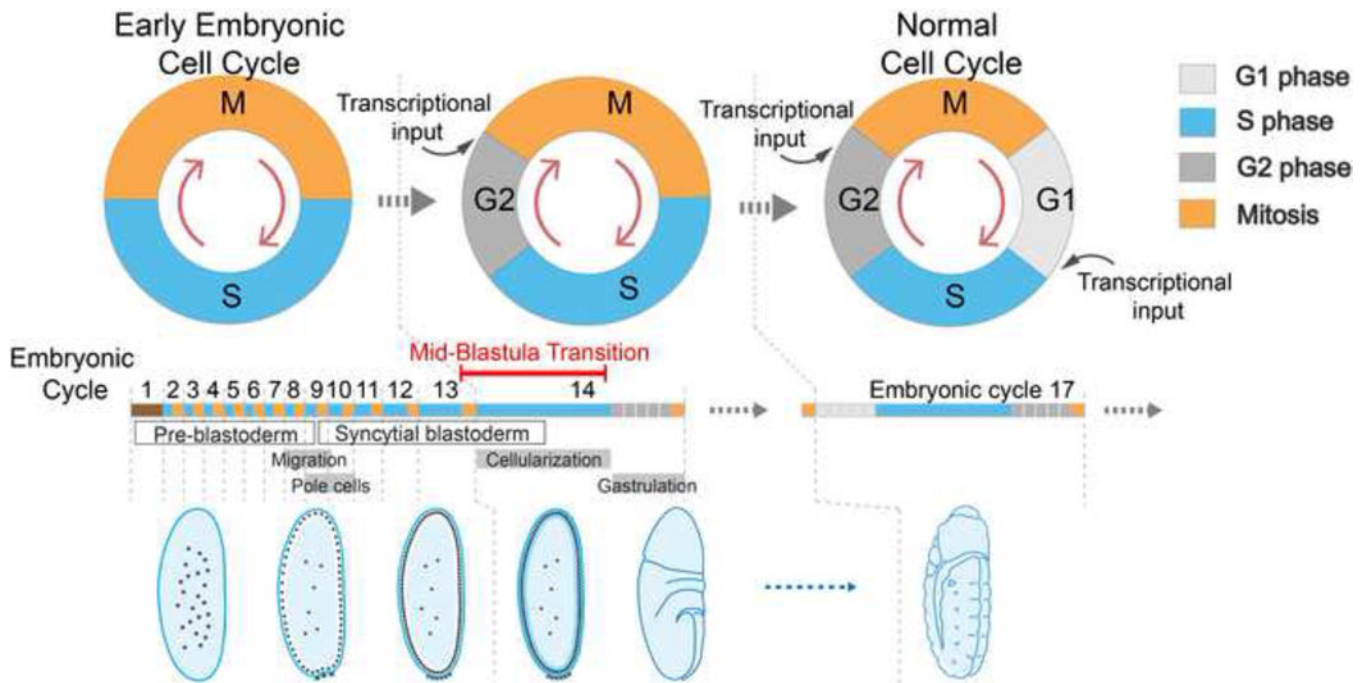 Early Embryonic
Cell Cycle
M
S
Transcriptional
input
M
G2
S
Normal
Cell Cycle
Transcriptional
input
M
G2
G1
S
Transcriptional
input
G1 phase
S phase
G2 phase
Mitosis
Mid-Blastula Transition
Embryonic
Cycle
1 2 3 4 5 6 7 8 9 10 11 12 13 14
Embryonic cycle 17
Pre-blastoderm
Syncytial blastoderm
Migration
Cellularization
Pole cells
Gastrulation